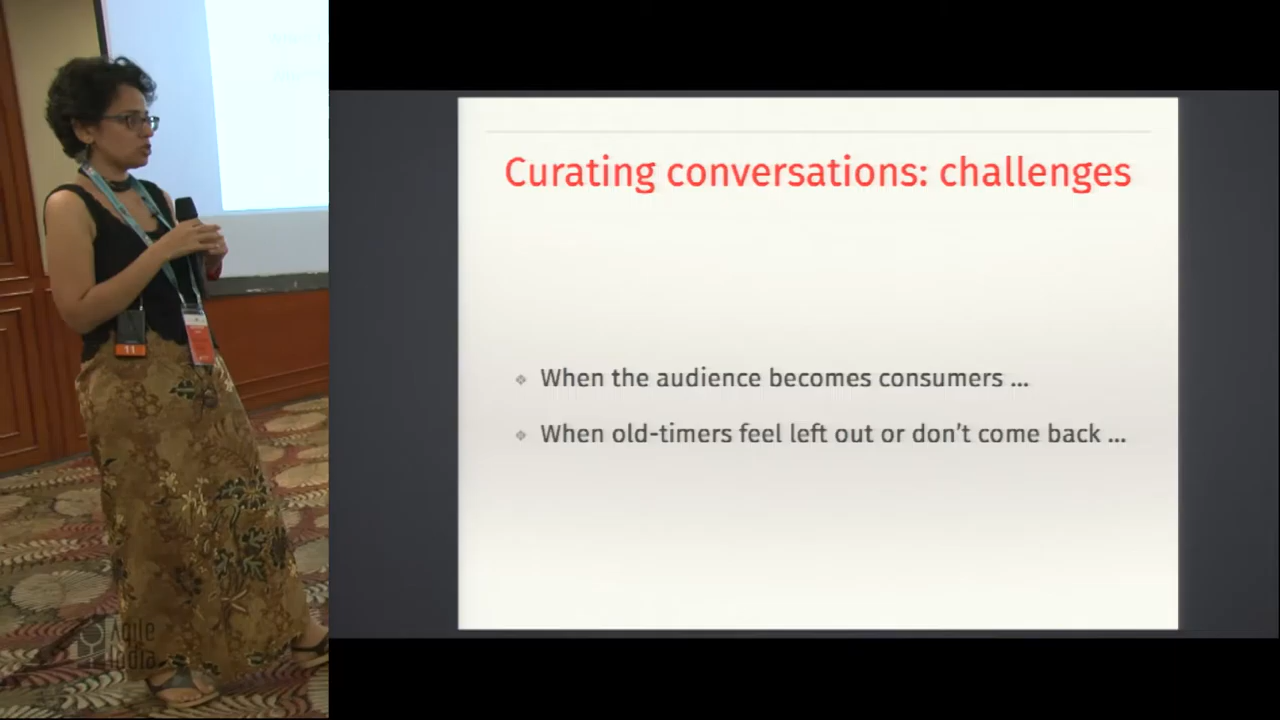 Curating conversations: challenges
When the audience becomes consumers ...
When old-timers feel left out or don't come back ...
11
Agile
India